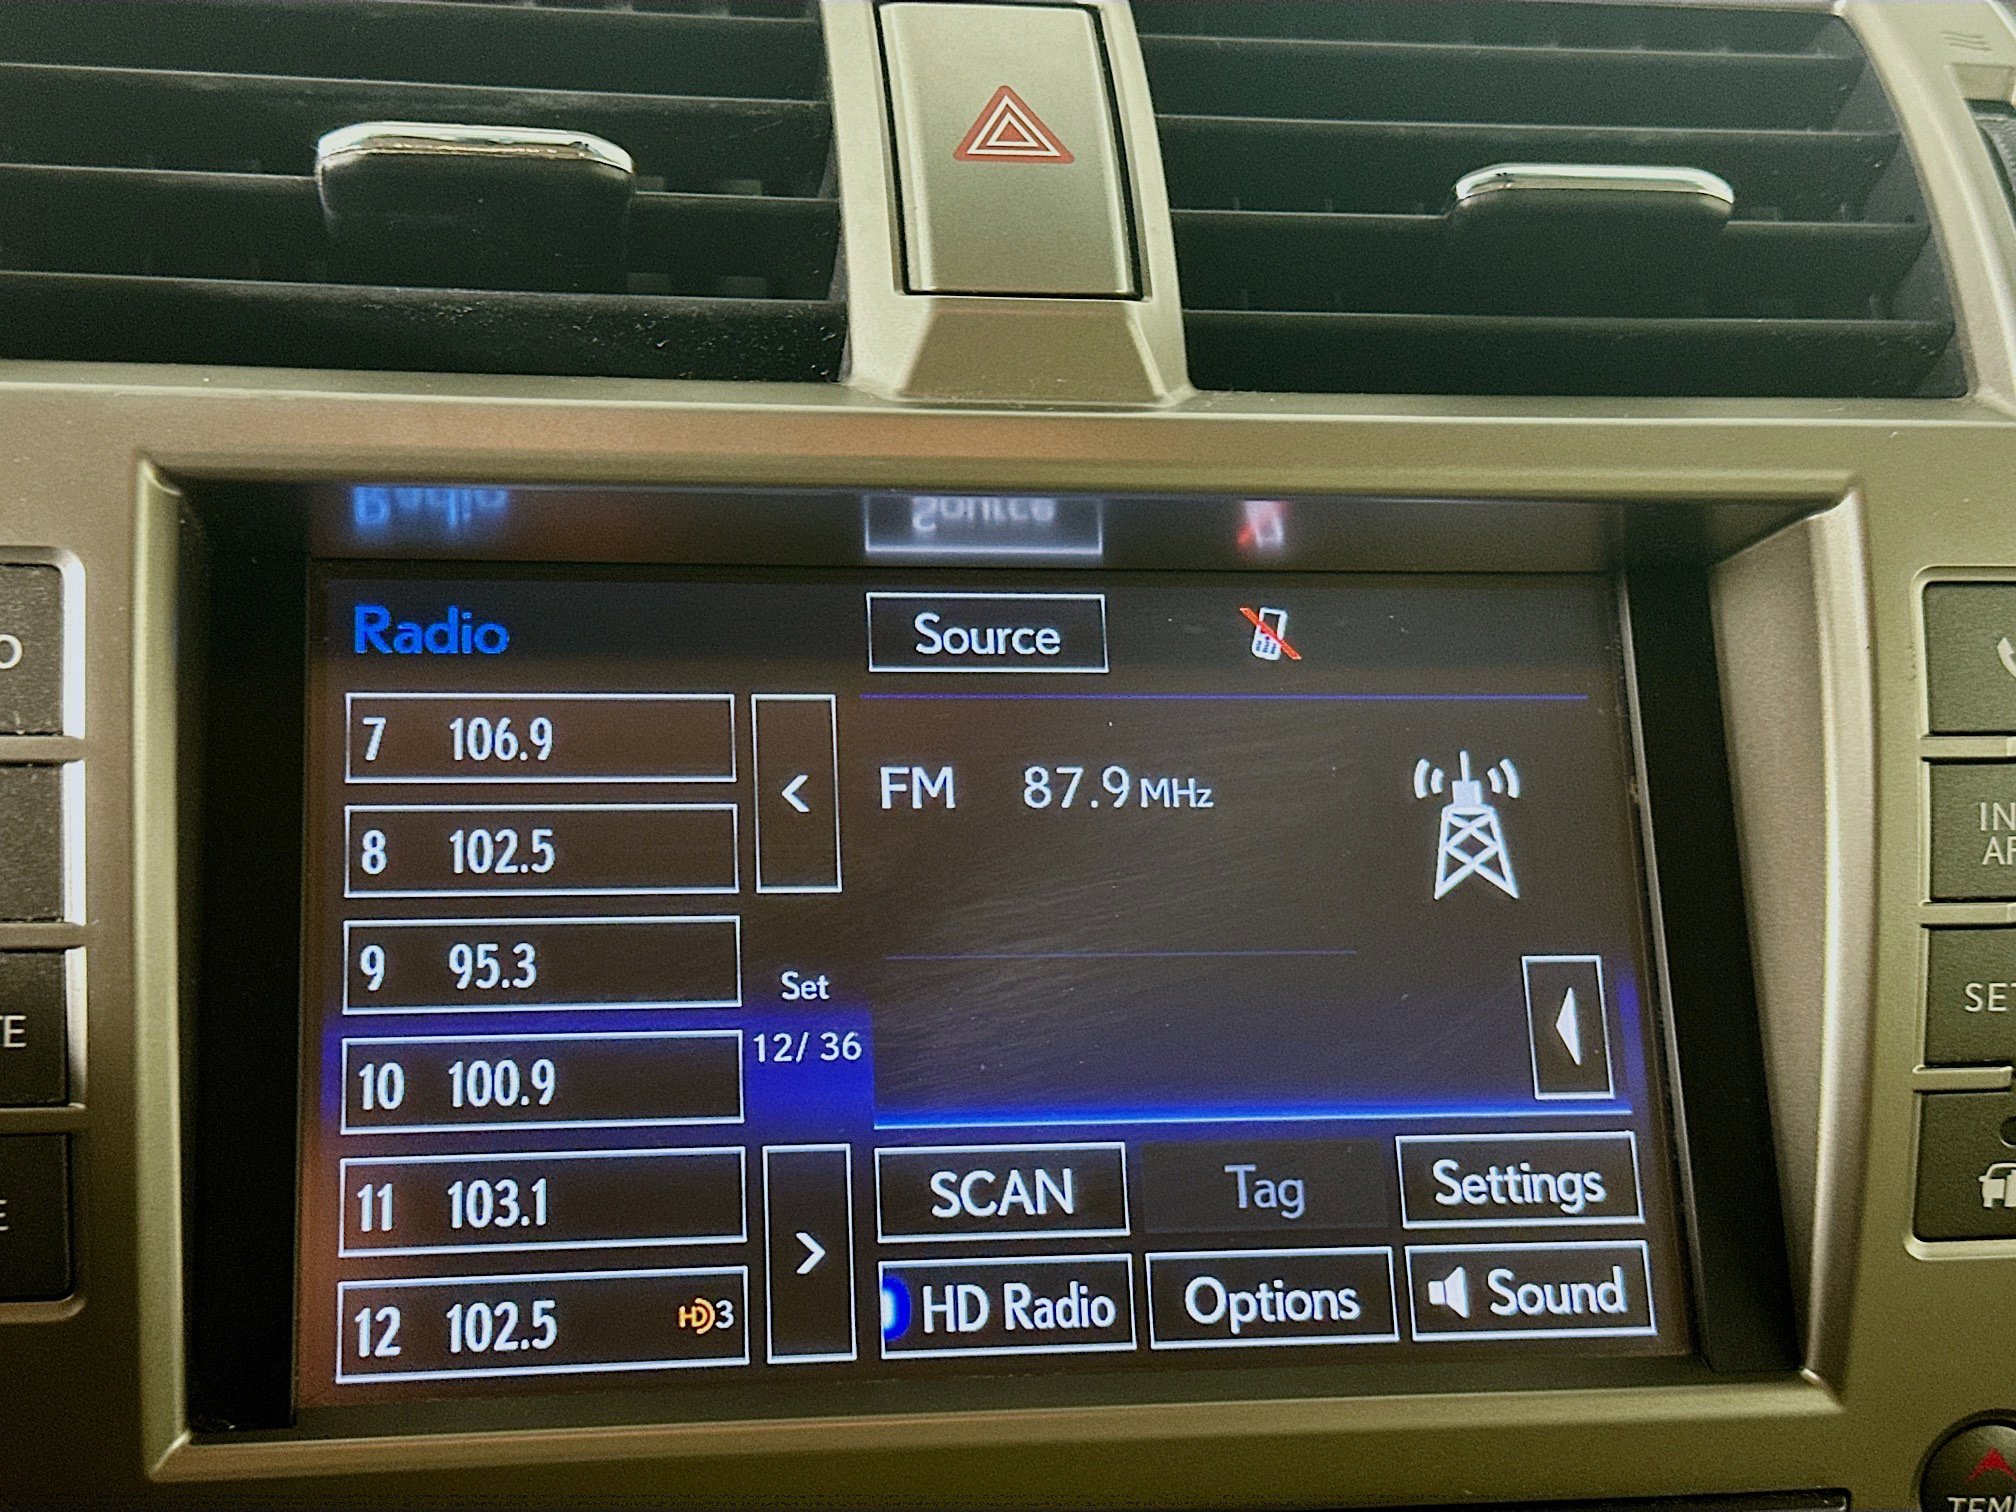 Radio
Source
7 106.9
8 102.5
9 95.3
10 100.9
11 103.1
12 102.5 HD3
<
Set
12/ 36
>
FM 87.9 MHz
SCAN
Tag
Settings
HD Radio
Options
Sound